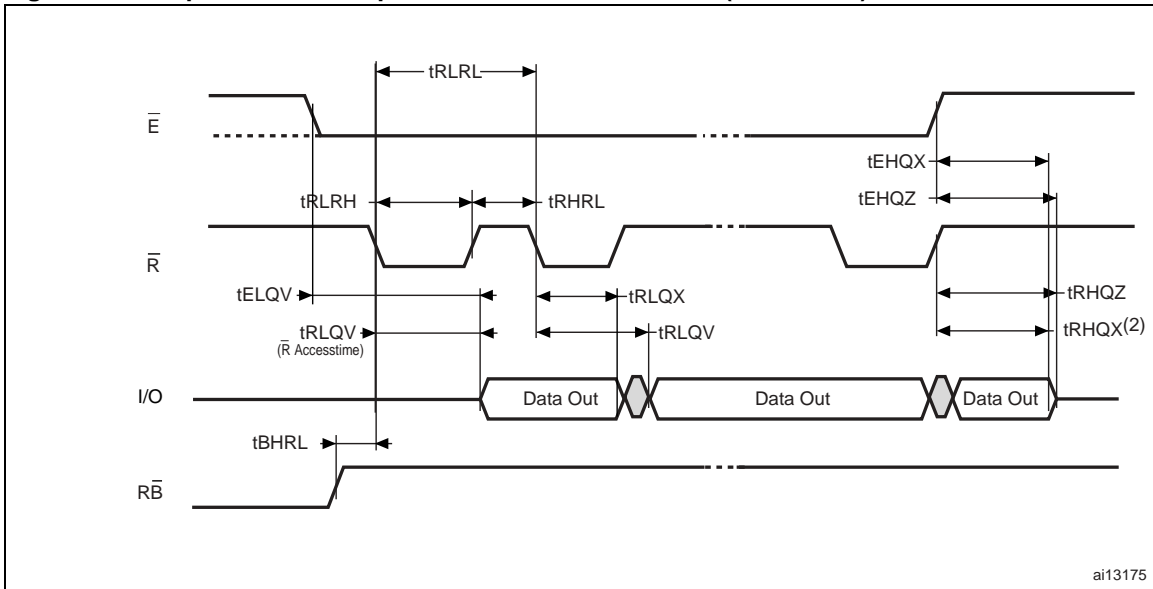 tRLRL
E̅
tEHQX
tEHQZ
tRLRH
tRHRL
R̅
tELQV
tRLQX
tRHQZ
tRLQV
(R̅ Accesstime)
tRLQV
tRHQX(2)
I/O
Data Out
Data Out
Data Out
tBHRL
RB̅
ai13175